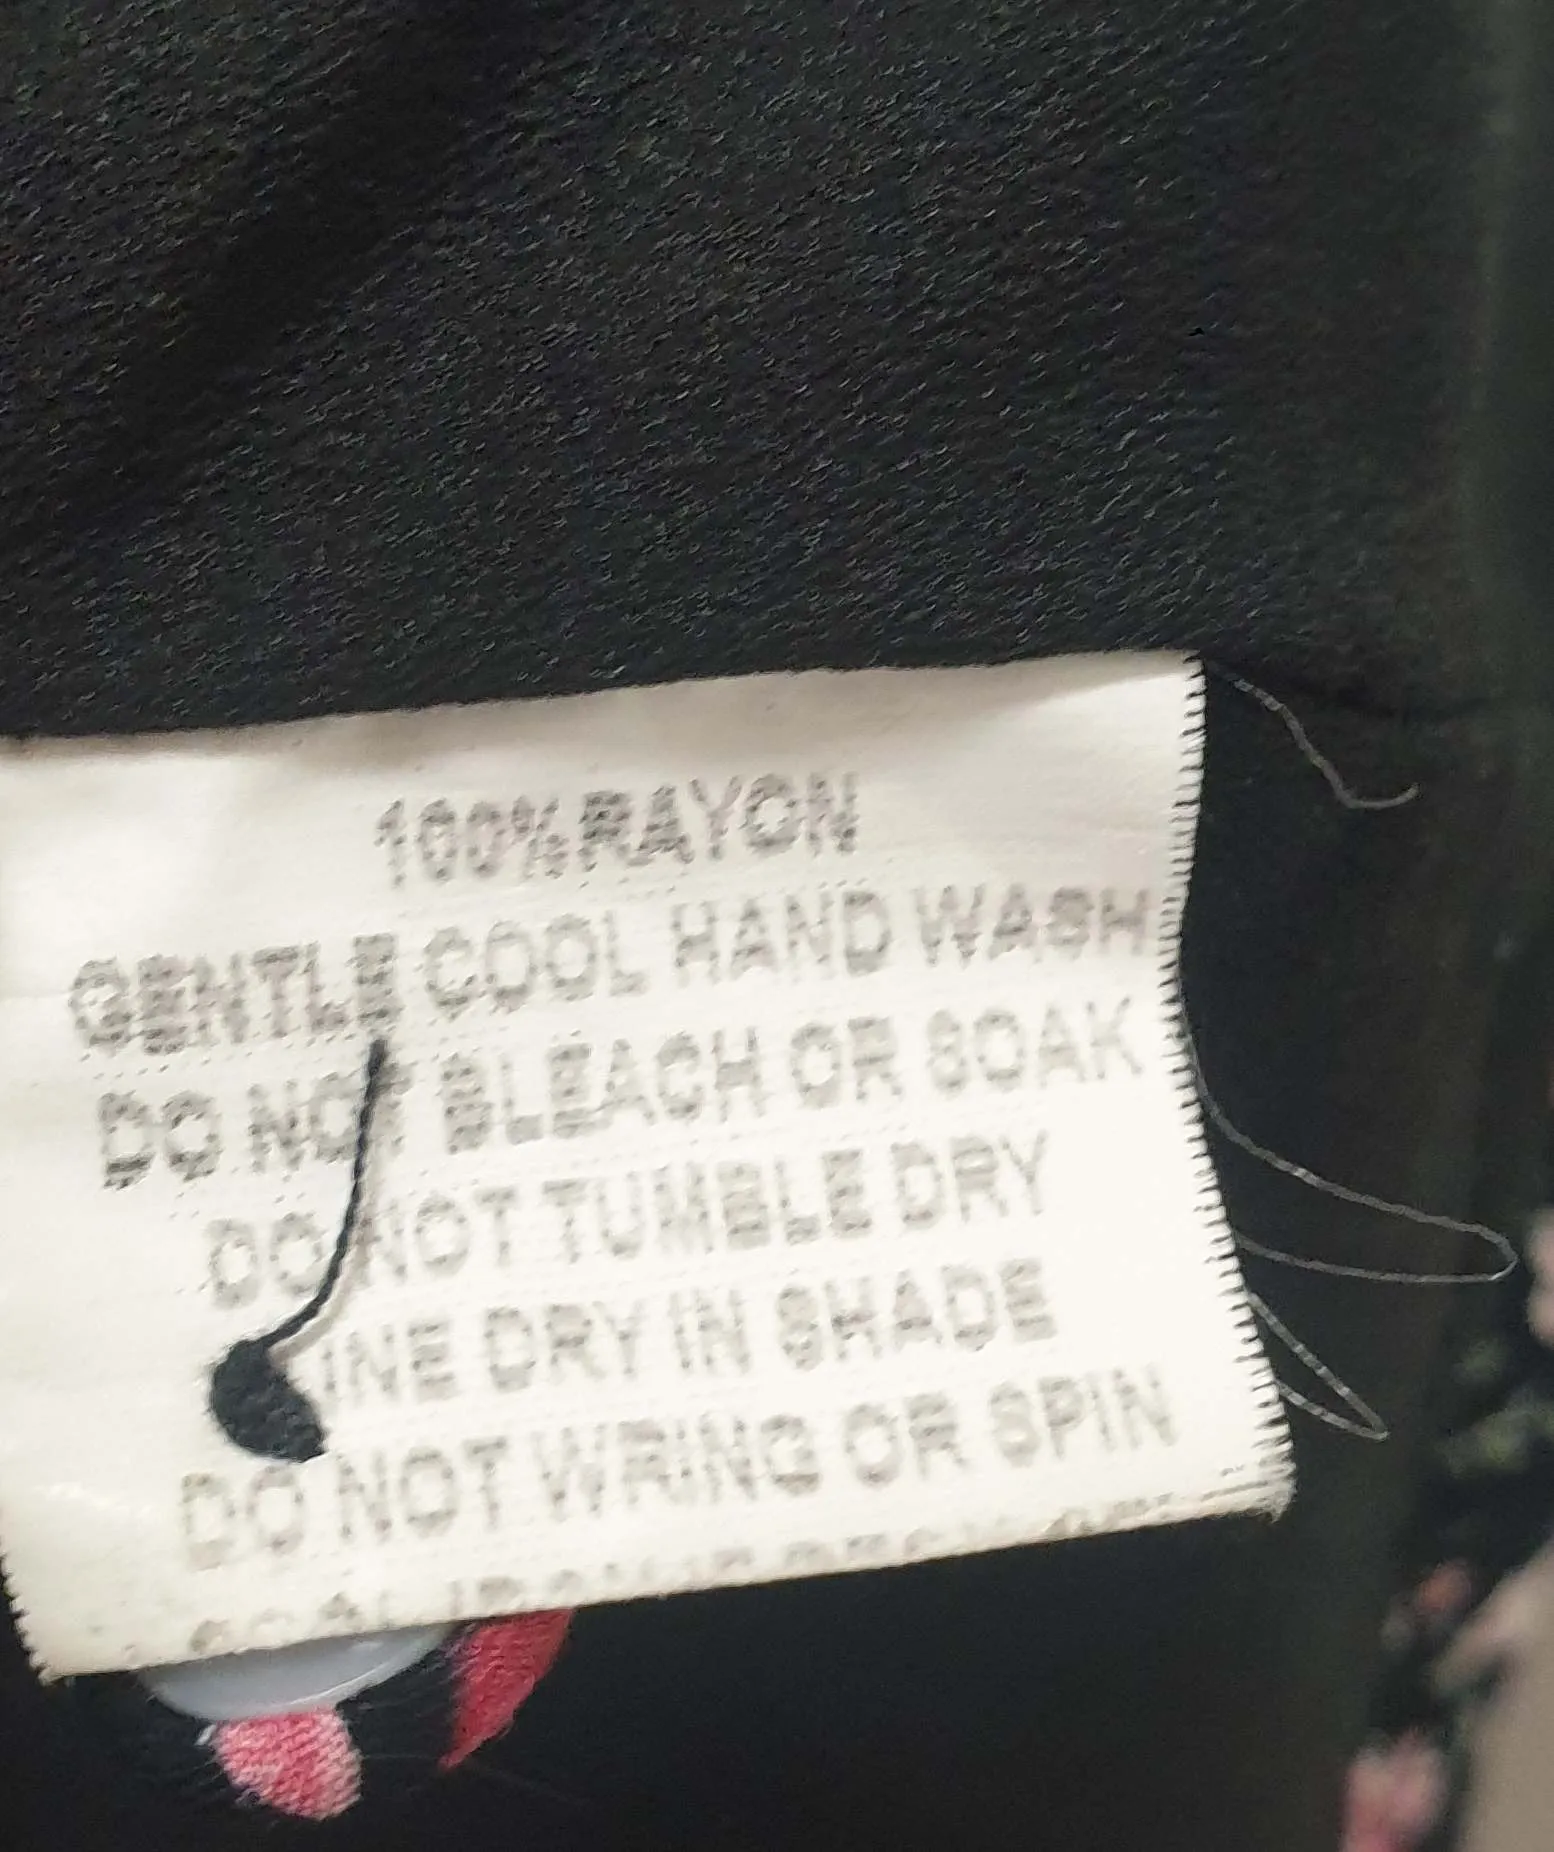 100% RAYON
GENTLE COOL HAND WASH
DO NOT BLEACH OR SOAK
DO NOT TUMBLE DRY
LINE DRY IN SHADE
DO NOT WRING OR SPIN